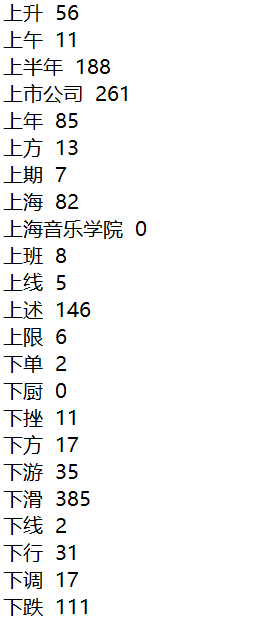 上升 56
上午 11
上半年 188
上市公司 261
上年 85
上方 13
上期 7
上海 82
上海音乐学院 0
上班 8
上线 5
上述 146
上限 6
下单 2
下厨 0
下挫 11
下方 17
下游 35
下滑 385
下线 2
下行 31
下调 17
下跌 111